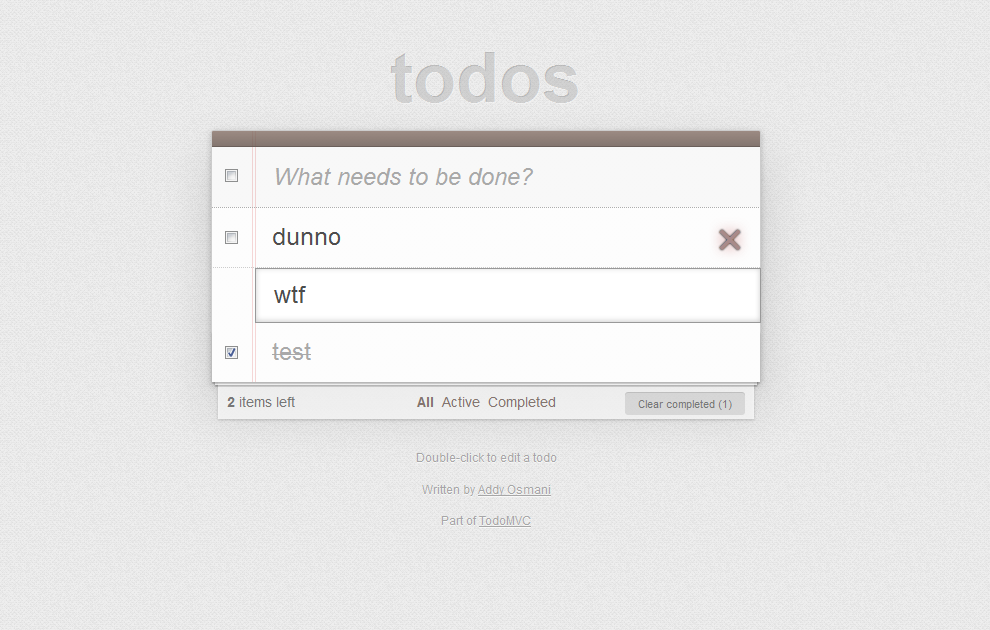 todos
What needs to be done?
dunno
wtf
test
2 items left All Active Completed Clear completed (1)
Double-click to edit a todo
Written by Addy Osmani
Part of TodoMVC